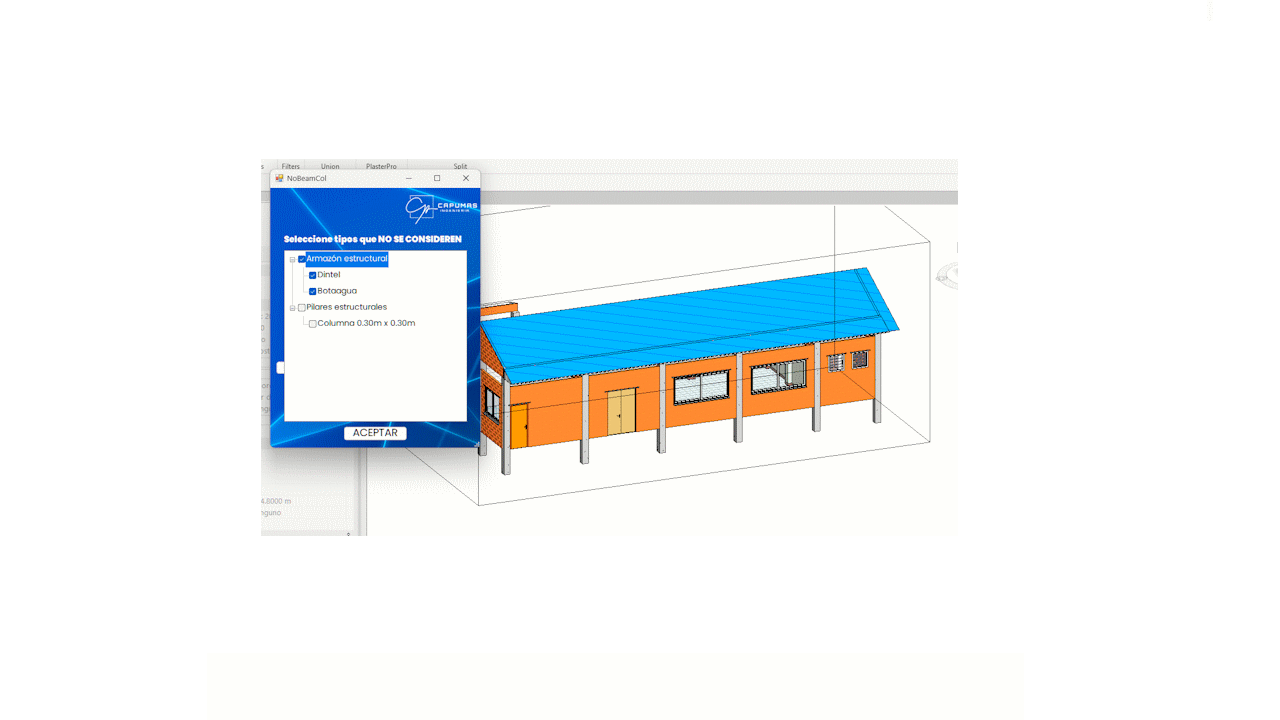 s Filters Union PlasterPro Split
NoBeamCol
CAPUMAS
INGENIERIA
Seleccione tipos que NO SE CONSIDEREN
Armazón estructural
Dintel
Botaagua
Pilares estructurales
Columna 0.30m x 0.30m
ACEPTAR
4.8000 m
nguno